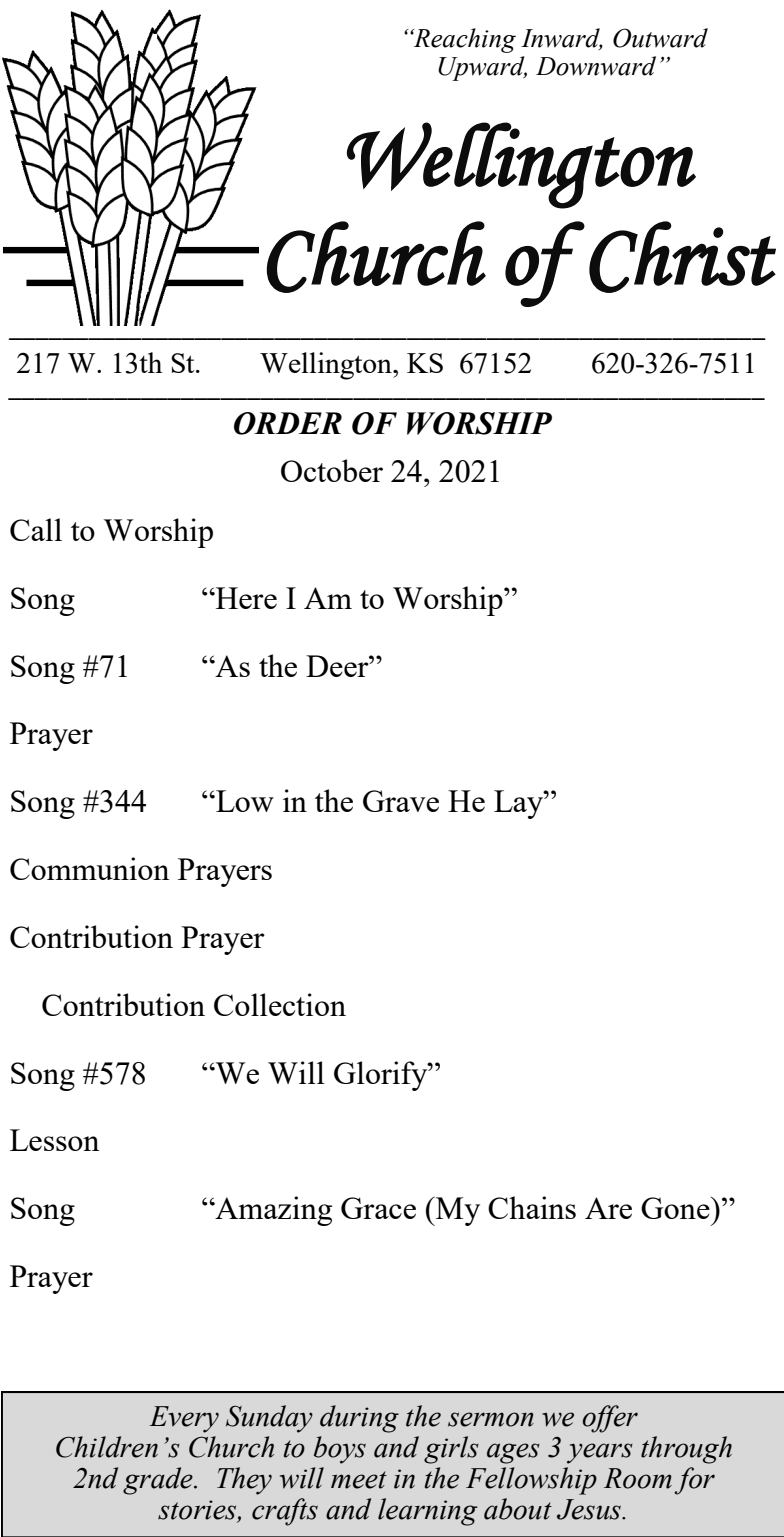 “Reaching Inward, Outward
Upward, Downward”
Wellington
Church of Christ
217 W. 13th St. Wellington, KS 67152 620-326-7511
ORDER OF WORSHIP
October 24, 2021
Call to Worship
Song “Here I Am to Worship”
Song #71 “As the Deer”
Prayer
Song #344 “Low in the Grave He Lay”
Communion Prayers
Contribution Prayer
Contribution Collection
Song #578 “We Will Glorify”
Lesson
Song “Amazing Grace (My Chains Are Gone)”
Prayer
Every Sunday during the sermon we offer
Children’s Church to boys and girls ages 3 years through
2nd grade. They will meet in the Fellowship Room for
stories, crafts and learning about Jesus.